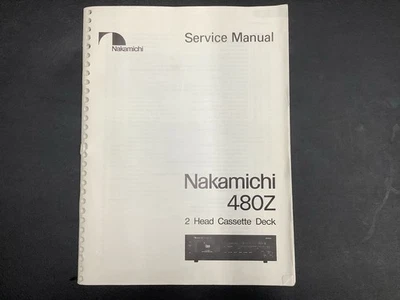 Nakamichi
Service Manual
Nakamichi
480Z
2 Head Cassette Deck